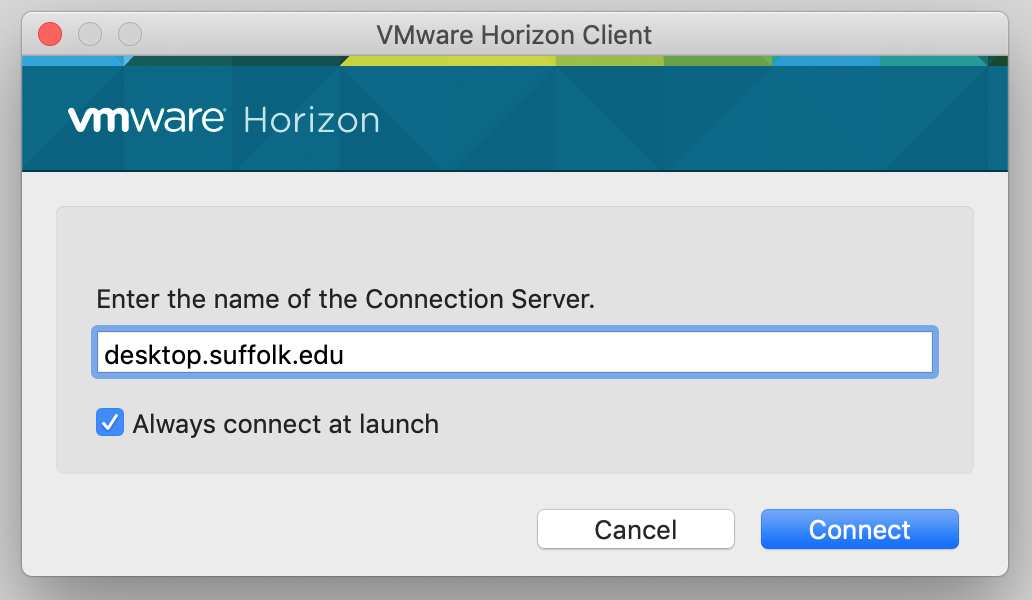 VMware Horizon Client
vmware Horizon
Enter the name of the Connection Server.
desktop.suffolk.edu
Always connect at launch
Cancel Connect